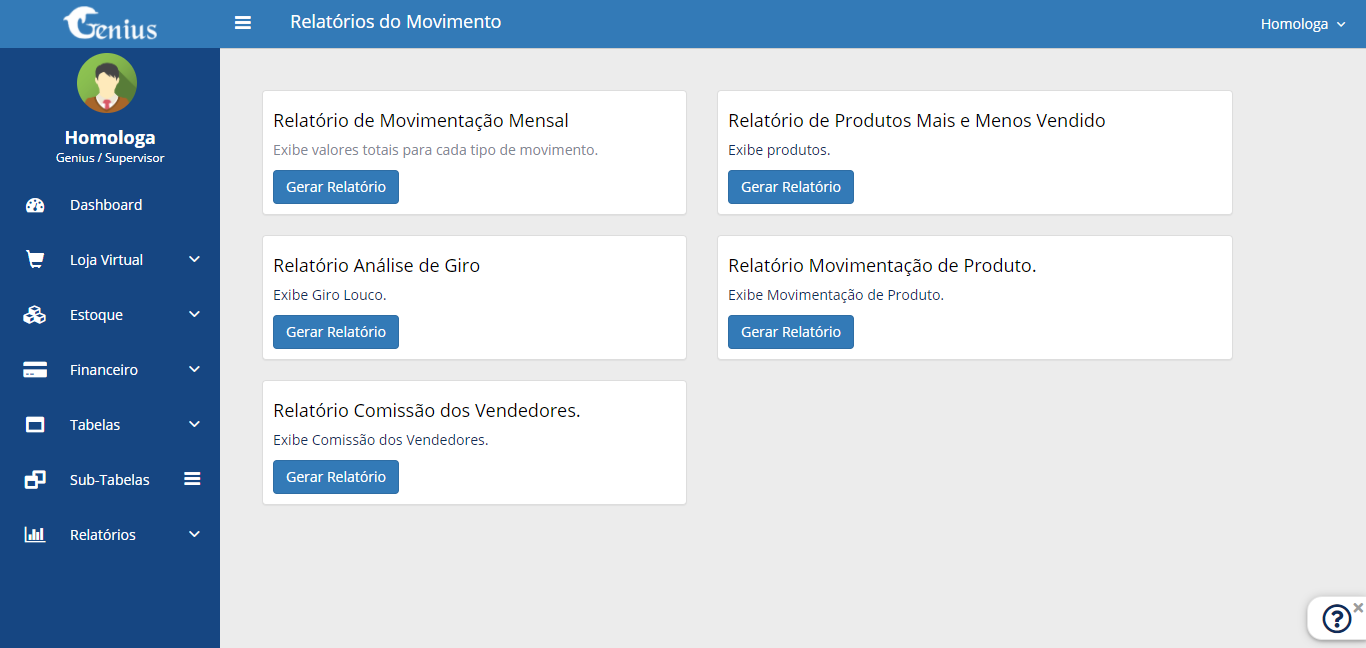 Genius
Relatórios do Movimento
Homologa
Homologa
Genius / Supervisor
Dashboard
Loja Virtual
Estoque
Financeiro
Tabelas
Sub-Tabelas
Relatórios
Relatório de Movimentação Mensal
Exibe valores totais para cada tipo de movimento.
Gerar Relatório
Relatório de Produtos Mais e Menos Vendido
Exibe produtos.
Gerar Relatório
Relatório Análise de Giro
Exibe Giro Louco.
Gerar Relatório
Relatório Movimentação de Produto.
Exibe Movimentação de Produto.
Gerar Relatório
Relatório Comissão dos Vendedores.
Exibe Comissão dos Vendedores.
Gerar Relatório
?